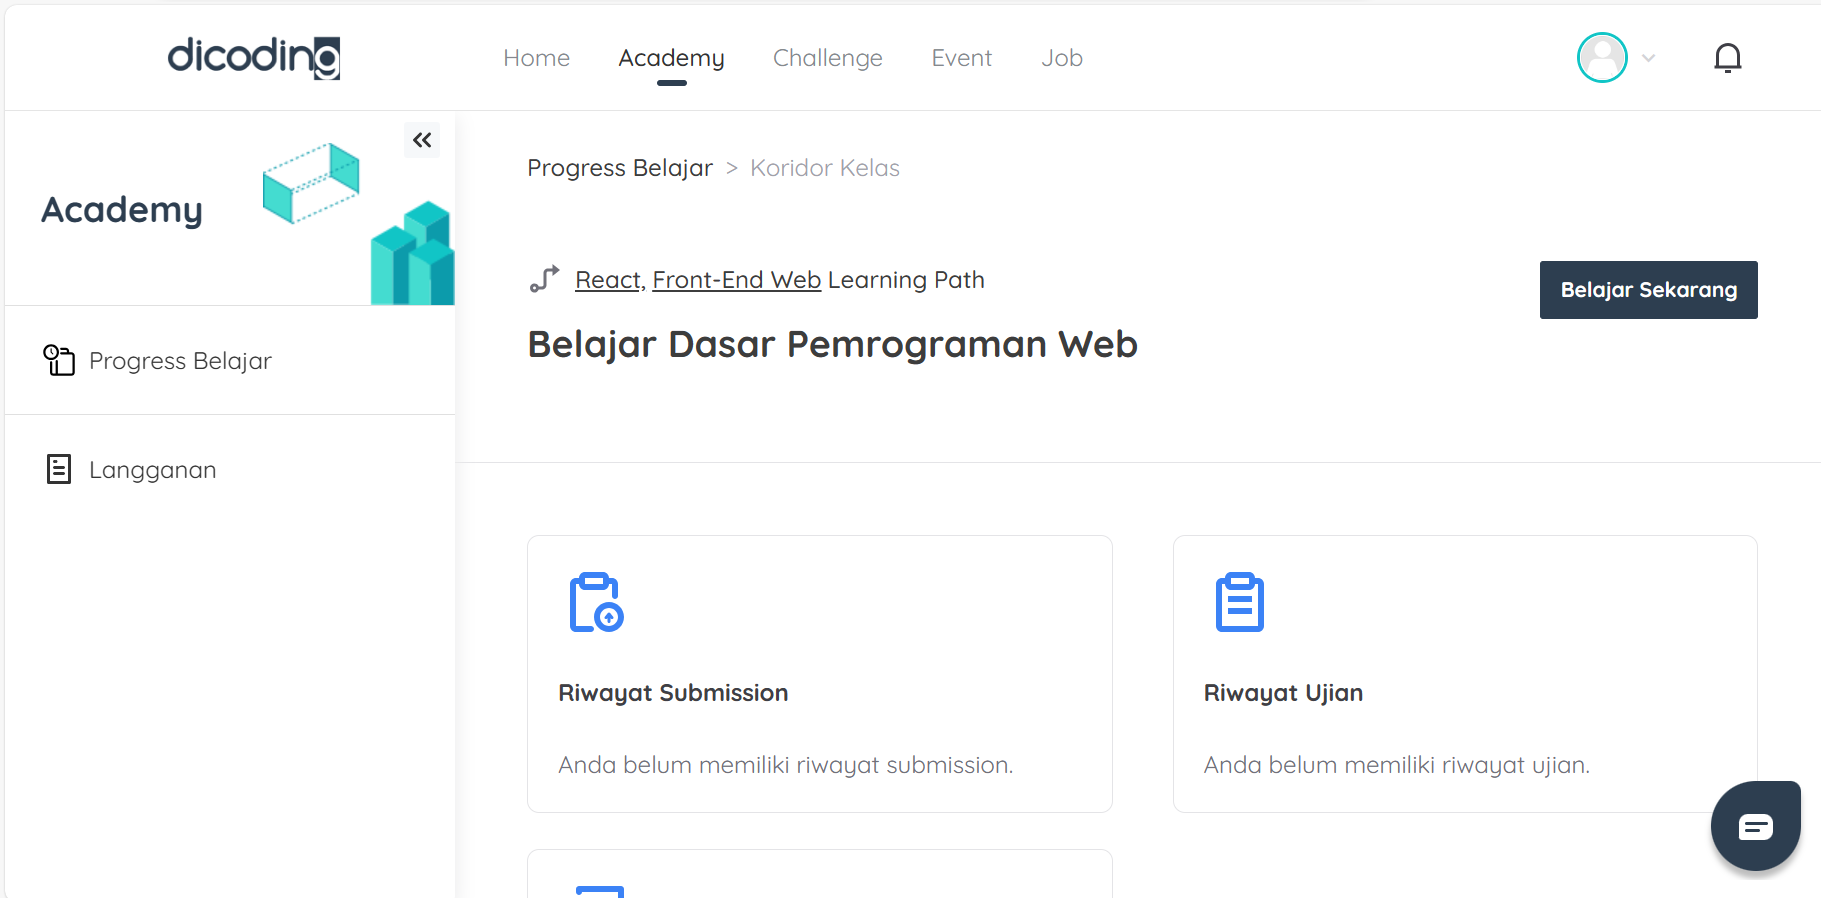 dicoding
Home Academy Challenge Event Job
Academy
Progress Belajar
Langganan
Progress Belajar > Koridor Kelas
React, Front-End Web Learning Path
Belajar Dasar Pemrograman Web
Belajar Sekarang
Riwayat Submission
Anda belum memiliki riwayat submission.
Riwayat Ujian
Anda belum memiliki riwayat ujian.